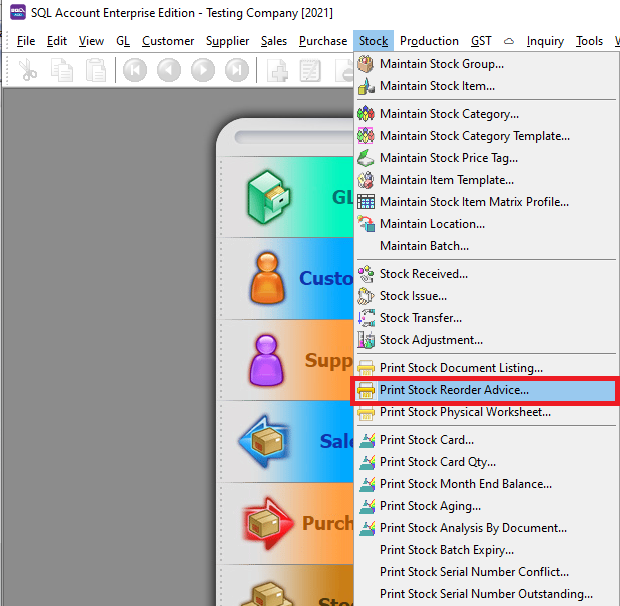 SQL Account Enterprise Edition - Testing Company [2021]
File Edit View GL Customer Supplier Sales Purchase Stock Production GST Inquiry Tools
Maintain Stock Group...
Maintain Stock Item...
Maintain Stock Category...
Maintain Stock Category Template...
Maintain Stock Price Tag...
Maintain Item Template...
Maintain Stock Item Matrix Profile...
Maintain Location...
Maintain Batch...
Stock Received...
Stock Issue...
Stock Transfer...
Stock Adjustment...
Print Stock Document Listing...
Print Stock Reorder Advice...
Print Stock Physical Worksheet...
Print Stock Card...
Print Stock Card Qty...
Print Stock Month End Balance...
Print Stock Aging...
Print Stock Analysis By Document...
Print Stock Batch Expiry...
Print Stock Serial Number Conflict...
Print Stock Serial Number Outstanding...
GL
Custo
Supp
Sale
Purch